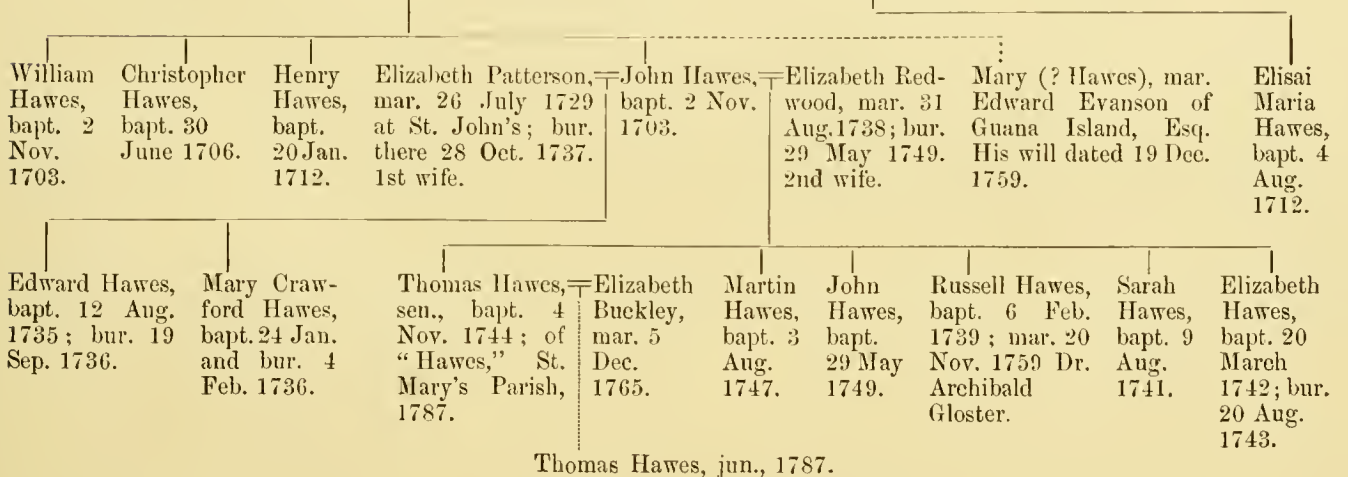 William
Hawes,
bapt. 2
Nov.
1703.
Christopher
Hawes,
bapt. 30
June 1706.
Henry
Hawes,
bapt.
20 Jan.
1712.
Elizabeth Patterson,
mar. 26 July 1729
at St. John's; bur.
there 28 Oct. 1737.
1st wife.
John Hawes,
bapt. 2 Nov.
1703.
Elizabeth Red-
wood, mar. 31
Aug. 1738; bur.
29 May 1749.
2nd wife.
Mary (? Hawes), mar.
Edward Evanson of
Guana Island, Esq.
His will dated 19 Dec.
1759.
Elisai
Maria
Hawes,
bapt. 4
Aug.
1712.
Edward Hawes,
bapt. 12 Aug.
1735; bur. 19
Sep. 1736.
Mary Craw-
ford Hawes,
bapt. 24 Jan.
and bur. 4
Feb. 1736.
Thomas Hawes,
sen., bapt. 4
Nov. 1744; of
"Hawes," St.
Mary's Parish,
1787.
Elizabeth
Buckley,
mar. 5
Dec.
1765.
Martin
Hawes,
bapt. 3
Aug.
1747.
John
Hawes,
bapt.
29 May
1749.
Russell Hawes,
bapt. 6 Feb.
1739; mar. 20
Nov. 1759 Dr.
Archibald
Gloster.
Sarah
Hawes,
bapt. 9
Aug.
1741.
Elizabeth
Hawes,
bapt. 20
March
1742; bur.
20 Aug.
1743.
Thomas Hawes, jun., 1787.